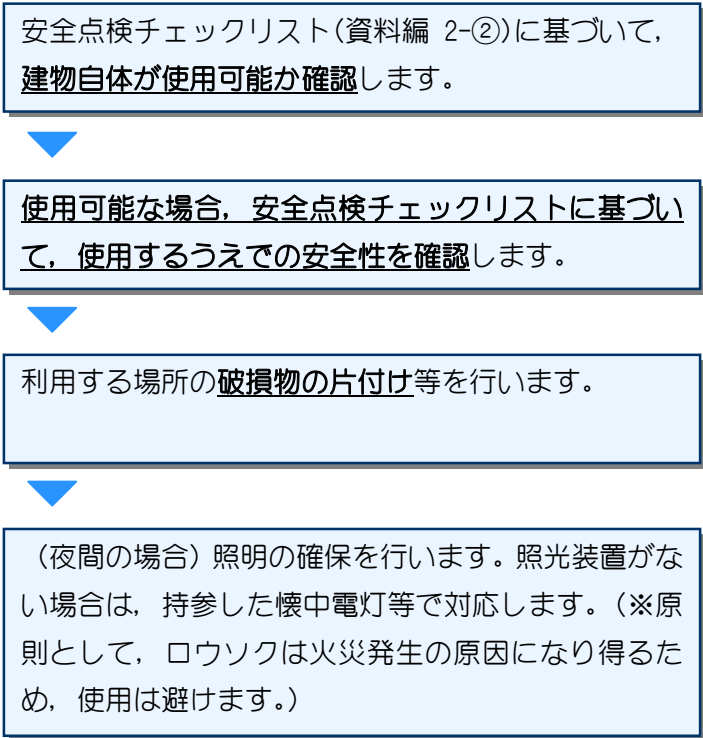 安全点検チェックリスト(資料編 2-②)に基づいて,
建物自体が使用可能か確認します。
使用可能な場合,安全点検チェックリストに基づい
て,使用するうえでの安全性を確認します。
利用する場所の破損物の片付け等を行います。
(夜間の場合)照明の確保を行います。照光装置がな
い場合は,持参した懐中電灯等で対応します。(※原
則として,ロウソクは火災発生の原因になり得るた
め,使用は避けます。)